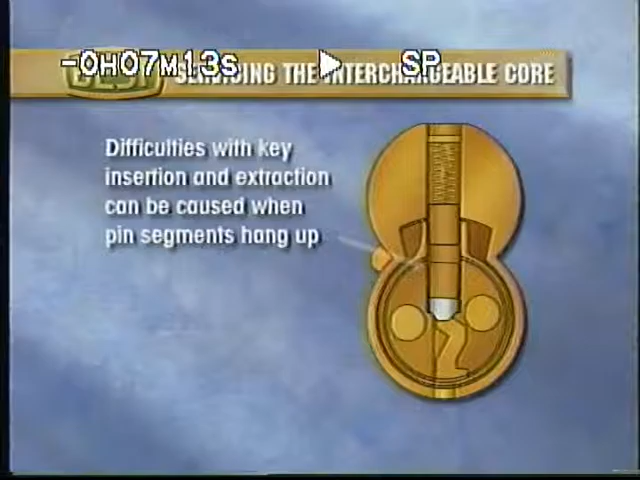 -0H07M13S ▶ SP
BEST SERVICING THE INTERCHANGEABLE CORE
Difficulties with key
insertion and extraction
can be caused when
pin segments hang up